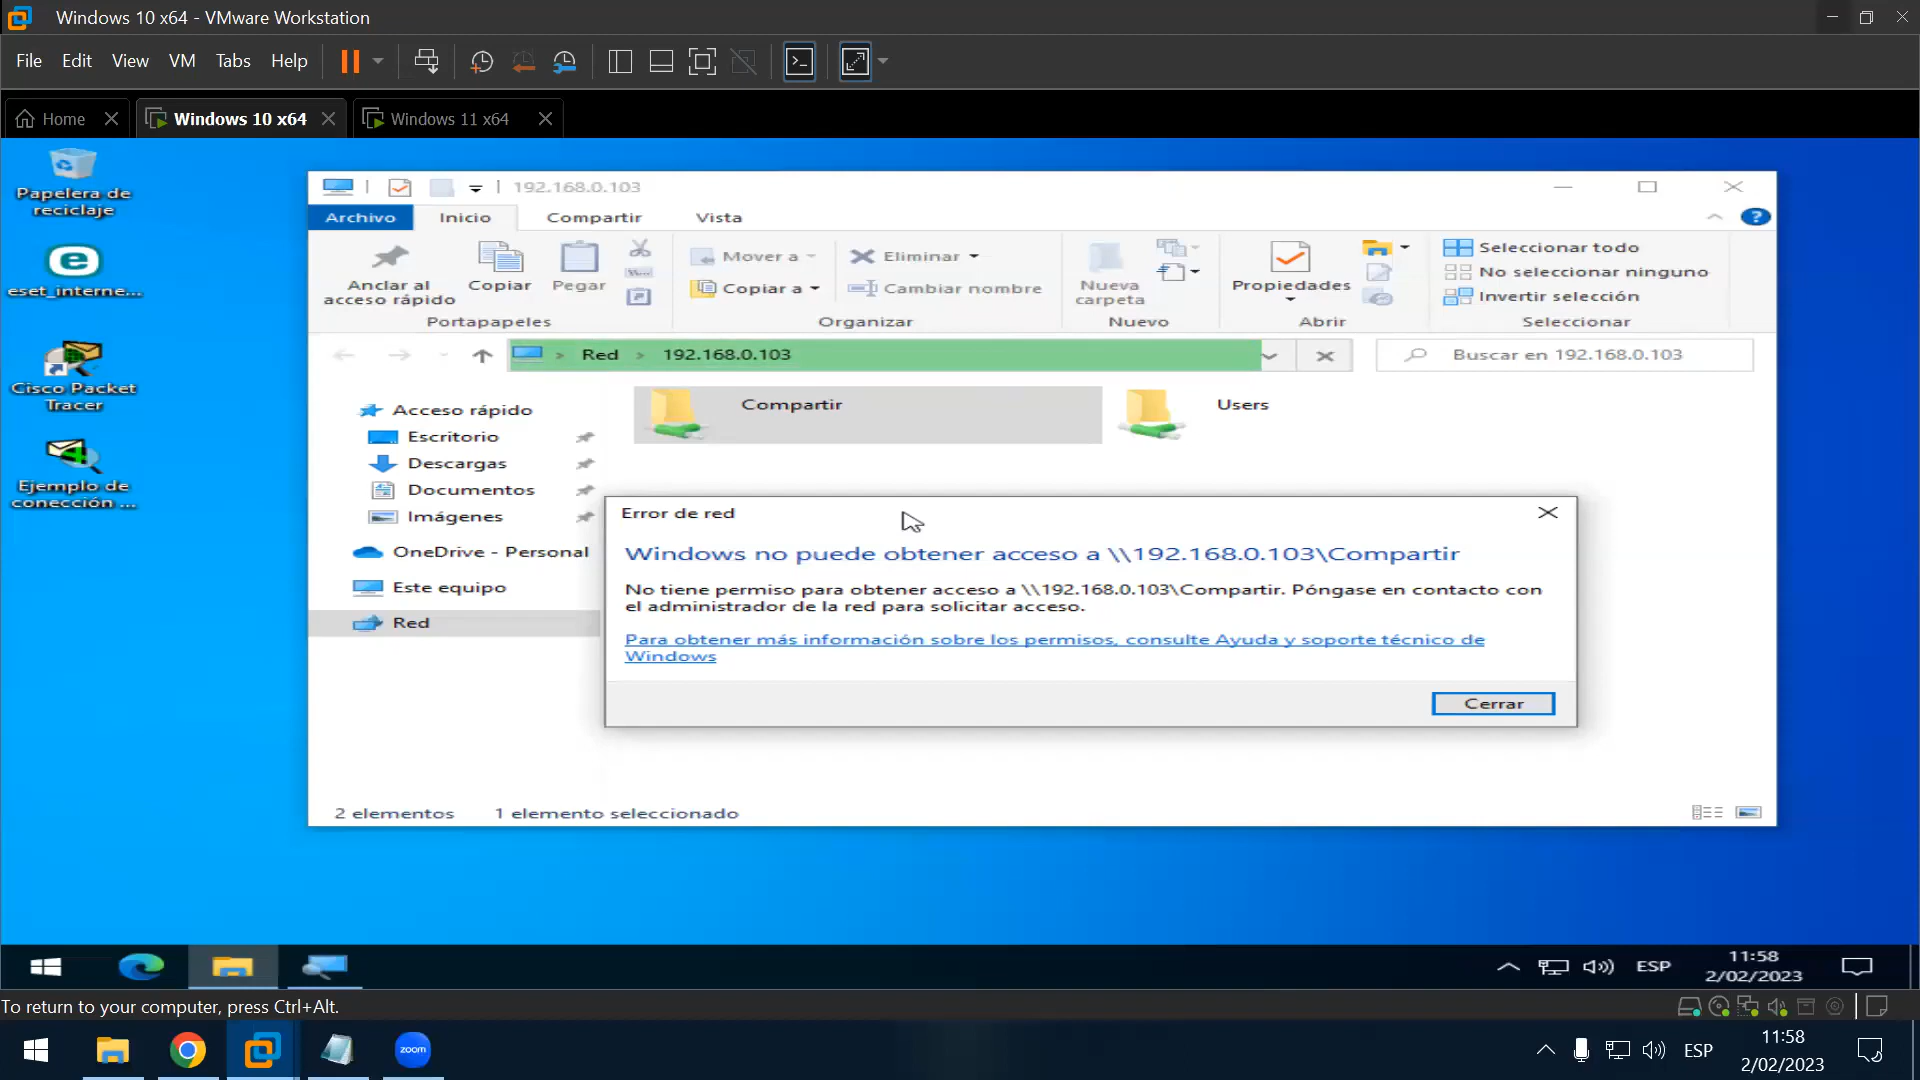 Windows 10 x64 - VMware Workstation
File Edit View VM Tabs Help
Home
Windows 10 x64
Windows 11 x64
Papelera de
reciclaje
eset_interne...
Cisco Packet
Tracer
Ejemplo de
conección ...
192.168.0.103
Archivo Inicio Compartir Vista
Anclar al
acceso rápido
Copiar
Pegar
Portapapeles
Mover a
Copiar a
Eliminar
Cambiar nombre
Organizar
Nueva
carpeta
Nuevo
Propiedades
Abrir
Seleccionar todo
No seleccionar ninguno
Invertir selección
Seleccionar
Red > 192.168.0.103
Buscar en 192.168.0.103
Acceso rápido
Escritorio
Descargas
Documentos
Imágenes
OneDrive - Personal
Este equipo
Red
Compartir
Users
Error de red
Windows no puede obtener acceso a \\192.168.0.103\Compartir
No tiene permiso para obtener acceso a \\192.168.0.103\Compartir. Póngase en contacto con
el administrador de la red para solicitar acceso.
Para obtener más información sobre los permisos, consulte Ayuda y soporte técnico de
Windows
Cerrar
2 elementos
1 elemento seleccionado
ESP
11:58
2/02/2023
To return to your computer, press Ctrl+Alt.
zoom
ESP
11:58
2/02/2023